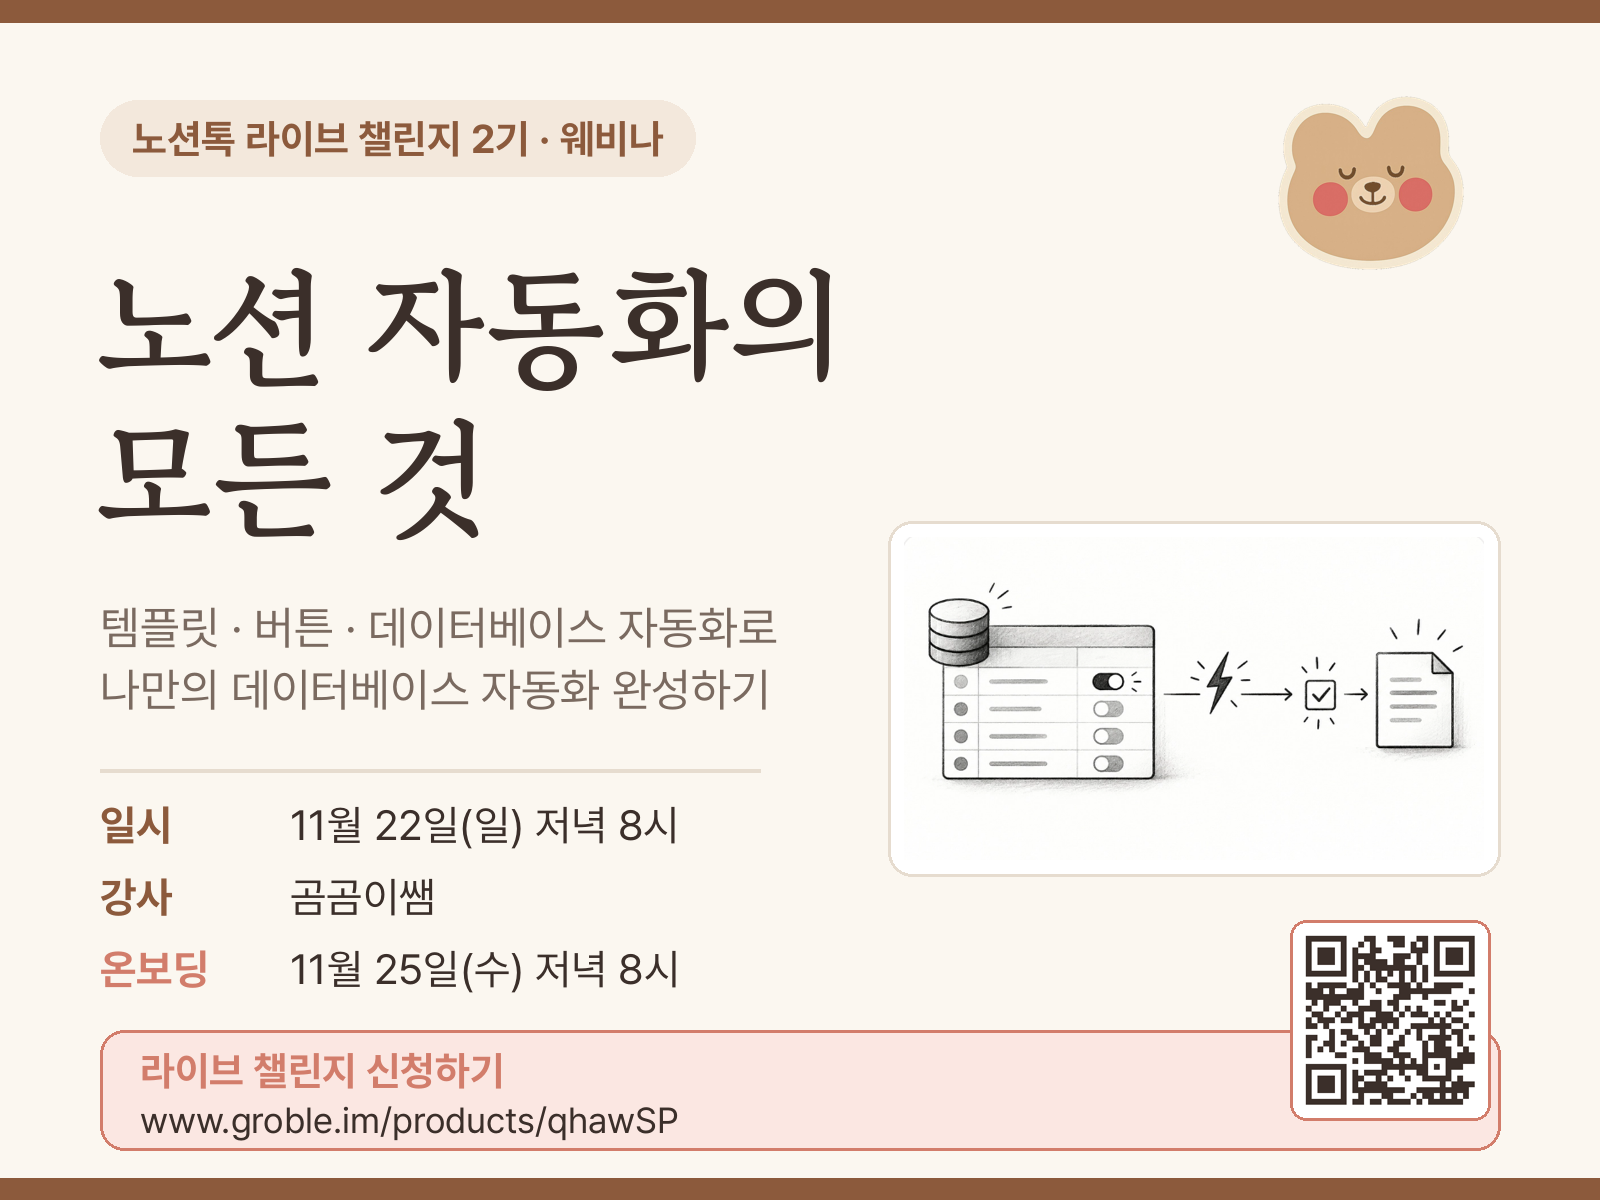 노션톡 라이브 챌린지 2기 · 웨비나
노션 자동화의
모든 것
템플릿 · 버튼 · 데이터베이스 자동화로
나만의 데이터베이스 자동화 완성하기
일시 11월 22일(일) 저녁 8시
강사 곰곰이쌤
온보딩 11월 25일(수) 저녁 8시
라이브 챌린지 신청하기
www.groble.im/products/qhawSP